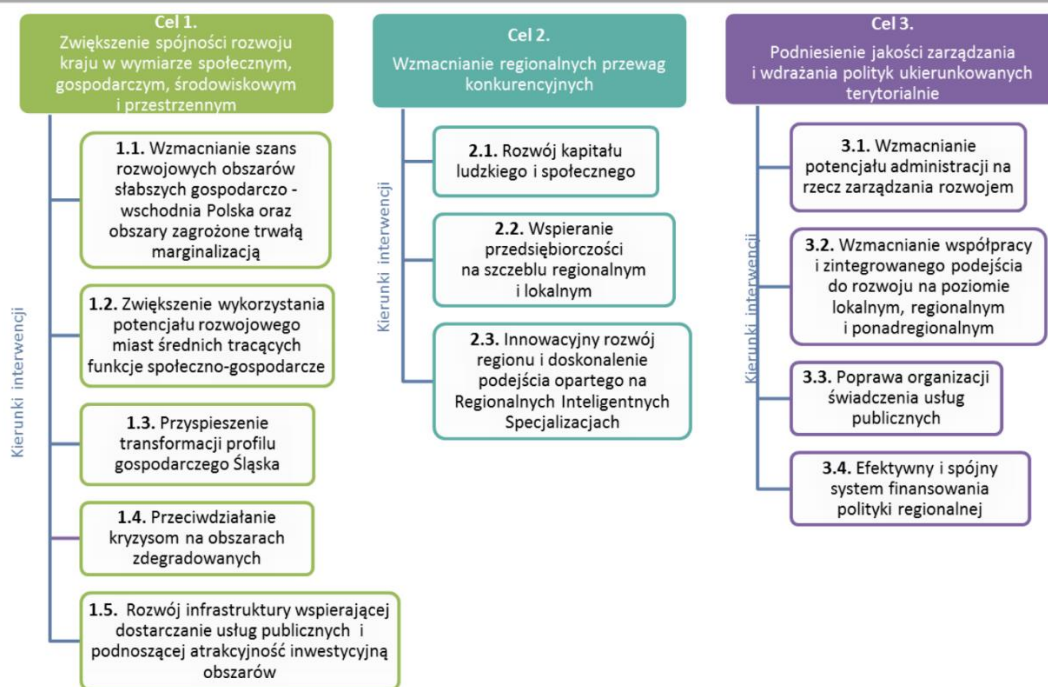 Cel 1.
Zwiększenie spójności rozwoju
kraju w wymiarze społecznym,
gospodarczym, środowiskowym
i przestrzennym
Kierunki interwencji
1.1. Wzmacnianie szans
rozwojowych obszarów
słabszych gospodarczo -
wschodnia Polska oraz
obszary zagrożone trwałą
marginalizacją
1.2. Zwiększenie wykorzystania
potencjału rozwojowego
miast średnich tracących
funkcje społeczno-gospodarcze
1.3. Przyspieszenie
transformacji profilu
gospodarczego Śląska
1.4. Przeciwdziałanie
kryzysom na obszarach
zdegradowanych
1.5. Rozwój infrastruktury wspierającej
dostarczanie usług publicznych i
podnoszącej atrakcyjność inwestycyjną
obszarów
Cel 2.
Wzmacnianie regionalnych przewag
konkurencyjnych
Kierunki interwencji
2.1. Rozwój kapitału
ludzkiego i społecznego
2.2. Wspieranie
przedsiębiorczości
na szczeblu regionalnym
i lokalnym
2.3. Innowacyjny rozwój
regionu i doskonalenie
podejścia opartego na
Regionalnych Inteligentnych
Specjalizacjach
Cel 3.
Podniesienie jakości zarządzania
i wdrażania polityk ukierunkowanych
terytorialnie
Kierunki interwencji
3.1. Wzmacnianie
potencjału administracji na
rzecz zarządzania rozwojem
3.2. Wzmacnianie współpracy
i zintegrowanego podejścia
do rozwoju na poziomie
lokalnym, regionalnym
i ponadregionalnym
3.3. Poprawa organizacji
świadczenia usług
publicznych
3.4. Efektywny i spójny
system finansowania
polityki regionalnej